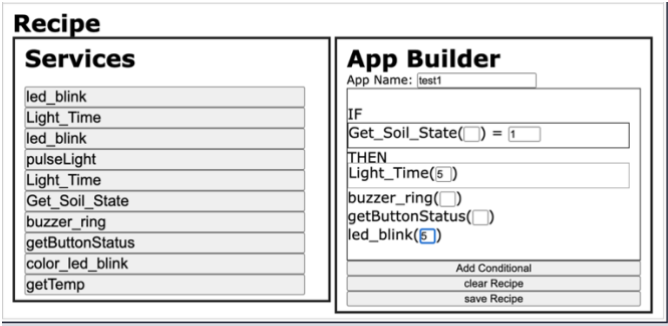 Recipe
Services
led_blink
Light_Time
led_blink
pulseLight
Light_Time
Get_Soil_State
buzzer_ring
getButtonStatus
color_led_blink
getTemp
App Builder
App Name: test1
IF
Get_Soil_State( ) = 1
THEN
Light_Time(5)
buzzer_ring( )
getButtonStatus( )
led_blink(5)
Add Conditional
clear Recipe
save Recipe